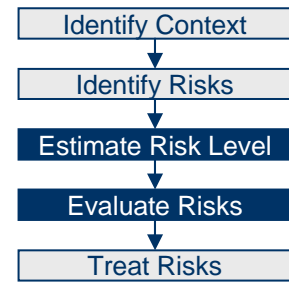 Identify Context
Identify Risks
Estimate Risk Level
Evaluate Risks
Treat Risks